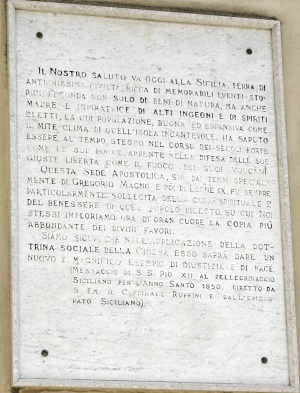 IL NOSTRO SALUTO VA OGGI ALLA SICILIA, TERRA DI
ANTICHISSIMA CIVILTÀ, RICCA DI MEMORABILI EVENTI STO-
RICI, FECONDA NON SOLO DI BENI DI NATURA, MA ANCHE
MADRE E ISPIRATRICE DI ALTI INGEGNI E DI SPIRITI
ELETTI, LA CUI POPOLAZIONE, BUONA ED ESPANSIVA COME
IL MITE CLIMA DI QUELL'ISOLA INCANTEVOLE, HA SAPUTO
ESSERE AL TEMPO STESSO NEL CORSO DEI SECOLI FORTE
COME LE SUE ROCCE, ARDENTE NELLA DIFESA DELLE SUE
GIUSTE LIBERTÀ COME IL FUOCO DEI SUOI VULCANI
QUESTA SEDE APOSTOLICA, SIN DAI TEMPI SPECIAL-
MENTE DI GREGORIO MAGNO E POI DI LEONE IX, FU SEMPRE
PARTICOLARMENTE SOLLECITA DELLA CURA SPIRITUALE E
DEL BENESSERE DI QUEL POPOLO DILETTO, SU CUI NOI
STESSI IMPLORIAMO ORA DI GRAN CUORE LA COPIA PIÙ
ABBONDANTE DEI DIVINI FAVORI.
SIAMO SICURI CHE NELL'APPLICAZIONE DELLA DOT-
TRINA SOCIALE DELLA CHIESA ESSO SAPRÀ DARE UN
NUOVO E MAGNIFICO ESEMPIO DI GIUSTIZIA E DI PACE.
(MESSAGGIO DI S.S. PIO XII AL PELLEGRINAGGIO
SICILIANO PER L'ANNO SANTO 1950, DIRETTO DA
S. EM. IL CARDINALE RUFFINI E DALL'EPISCO-
PATO SICILIANO)